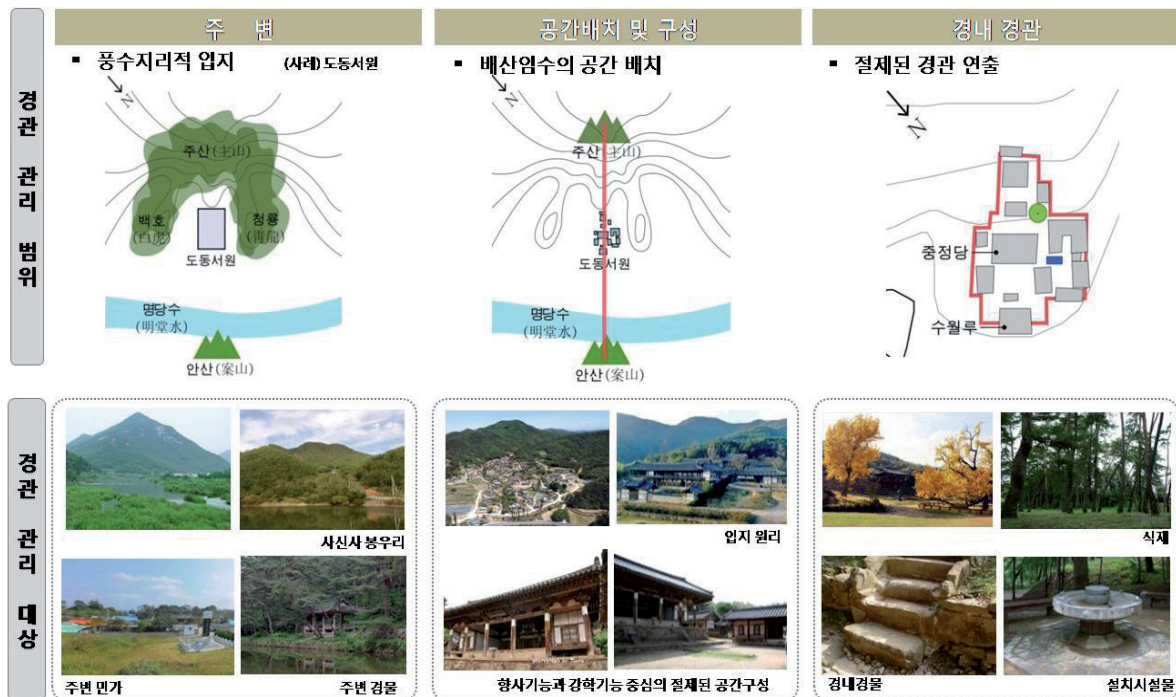 주 변
공간배치 및 구성
경내 경관
경관 관리 범위
▪ 풍수지리적 입지 (사례) 도동서원
N
주산(主山)
백호
(白虎)
청룡
(靑龍)
도동서원
명당수
(明堂水)
안산(案山)
▪ 배산임수의 공간 배치
N
주산(主山)
도동서원
명당수
(明堂水)
안산(案山)
▪ 절제된 경관 연출
N
중정당
수월루
경관 관리 대상
사신사 봉우리
주변 민가
주변 경물
입지 원리
향사기능과 강학기능 중심의 절제된 공간구성
식재
경내경물
설치시설물